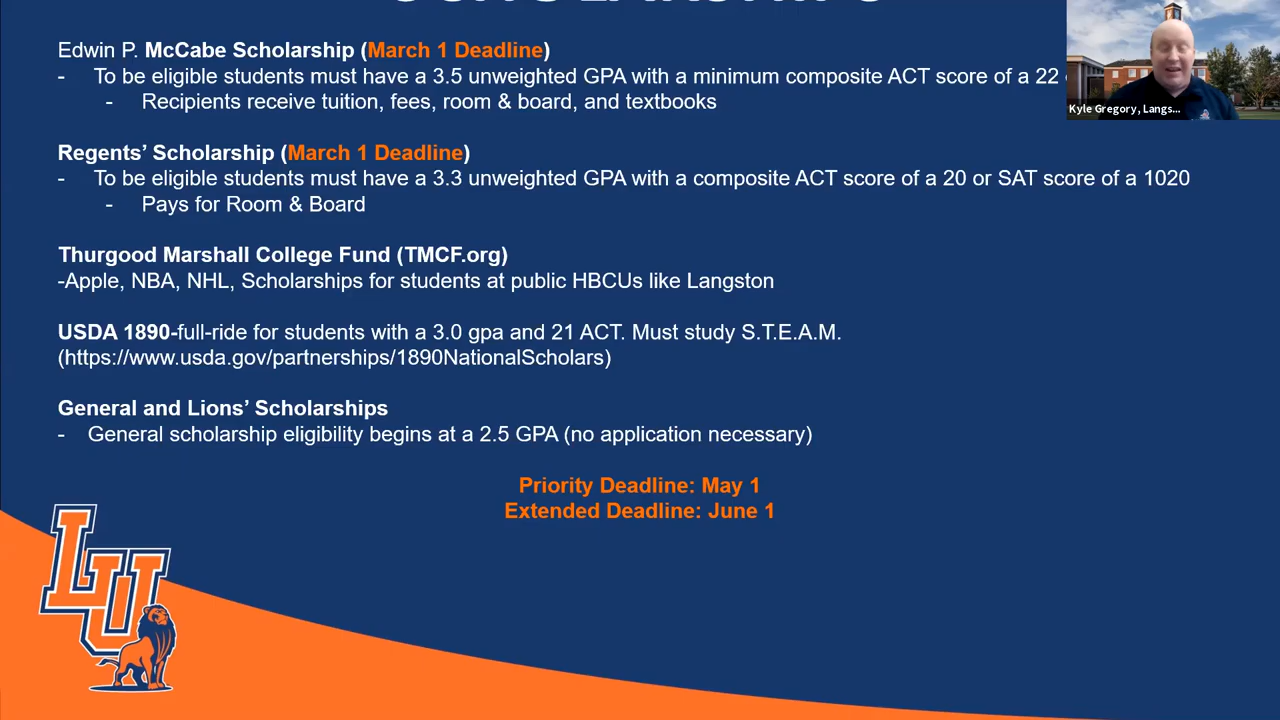 Edwin P. McCabe Scholarship (March 1 Deadline)
- To be eligible students must have a 3.5 unweighted GPA with a minimum composite ACT score of a 22
- Recipients receive tuition, fees, room & board, and textbooks
Kyle Gregory, Langs...
Regents’ Scholarship (March 1 Deadline)
- To be eligible students must have a 3.3 unweighted GPA with a composite ACT score of a 20 or SAT score of a 1020
- Pays for Room & Board
Thurgood Marshall College Fund (TMCF.org)
-Apple, NBA, NHL, Scholarships for students at public HBCUs like Langston
USDA 1890-full-ride for students with a 3.0 gpa and 21 ACT. Must study S.T.E.A.M.
(https://www.usda.gov/partnerships/1890NationalScholars)
General and Lions’ Scholarships
- General scholarship eligibility begins at a 2.5 GPA (no application necessary)
Priority Deadline: May 1
Extended Deadline: June 1
LU